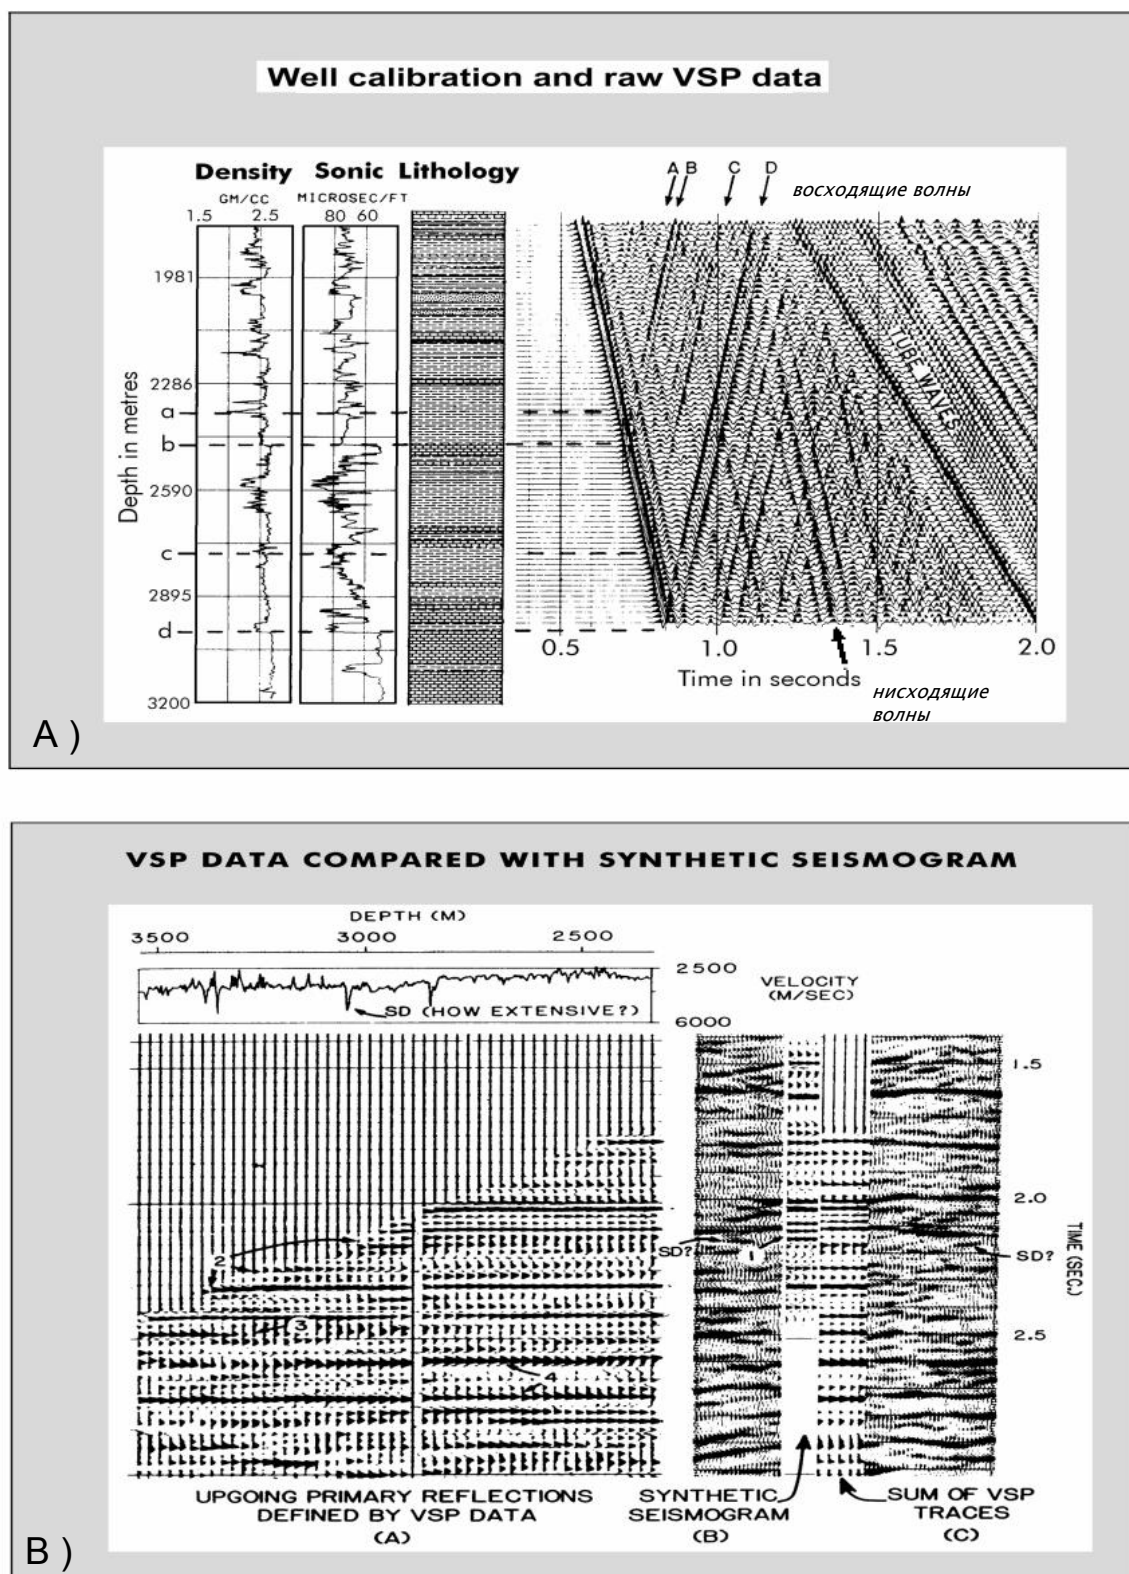 Well calibration and raw VSP data
Density Sonic Lithology
GM/CC MICROSEC/FT
1.5 2.5 80 60
A B C D
восходящие волны
1981
2286
a
b
2590
c
2895
d
3200
Depth in metres
TUBE WAVES
0.5 1.0 1.5 2.0
Time in seconds
нисходящие
волны
A )
VSP DATA COMPARED WITH SYNTHETIC SEISMOGRAM
DEPTH (M)
3500 3000 2500
2500
VELOCITY
(M/SEC)
SD (HOW EXTENSIVE?)
6000
1.5
2.0
2
SD?
1
SD?
TIME (SEC.)
3
2.5
4
UPGOING PRIMARY REFLECTIONS
DEFINED BY VSP DATA
(A)
SYNTHETIC
SEISMOGRAM
(B)
SUM OF VSP
TRACES
(C)
B )